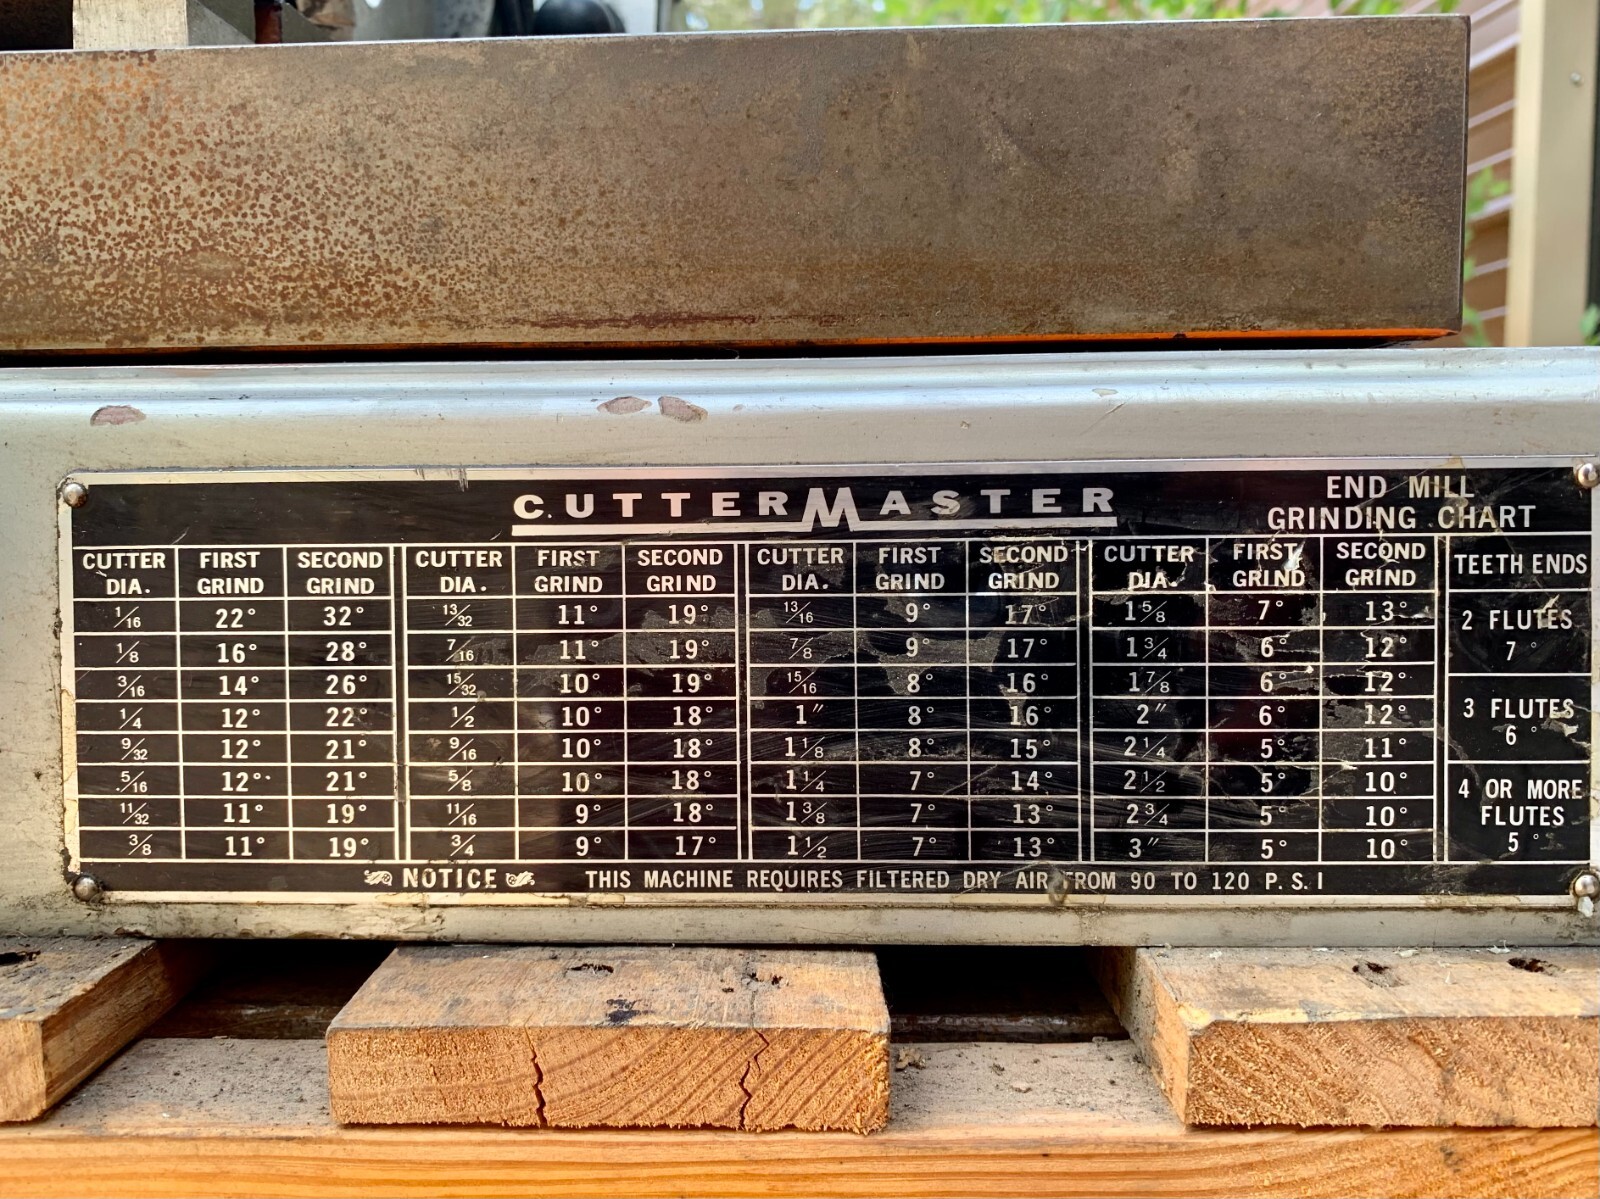 CUTTERMASTER
END MILL
GRINDING CHART
CUTTER DIA. FIRST GRIND SECOND GRIND CUTTER DIA. FIRST GRIND SECOND GRIND CUTTER DIA. FIRST GRIND SECOND GRIND CUTTER DIA. FIRST GRIND SECOND GRIND TEETH ENDS
1/16 22° 32° 13/32 11° 19° 13/16 9° 17° 1 5/8 7° 13°
1/8 16° 28° 7/16 11° 19° 7/8 9° 17° 1 3/4 6° 12°
3/16 14° 26° 15/32 10° 19° 15/16 8° 16° 1 7/8 6° 12°
1/4 12° 22° 1/2 10° 18° 1″ 8° 16° 2″ 6° 12°
9/32 12° 21° 9/16 10° 18° 1 1/8 8° 15° 2 1/4 5° 11°
5/16 12° 21° 5/8 10° 18° 1 1/4 7° 14° 2 1/2 5° 10°
11/32 11° 19° 11/16 9° 18° 1 3/8 7° 13° 2 3/4 5° 10°
3/8 11° 19° 3/4 9° 17° 1 1/2 7° 13° 3″ 5° 10°
2 FLUTES
7°
3 FLUTES
6°
4 OR MORE
FLUTES
5°
NOTICE THIS MACHINE REQUIRES FILTERED DRY AIR FROM 90 TO 120 P.S.I